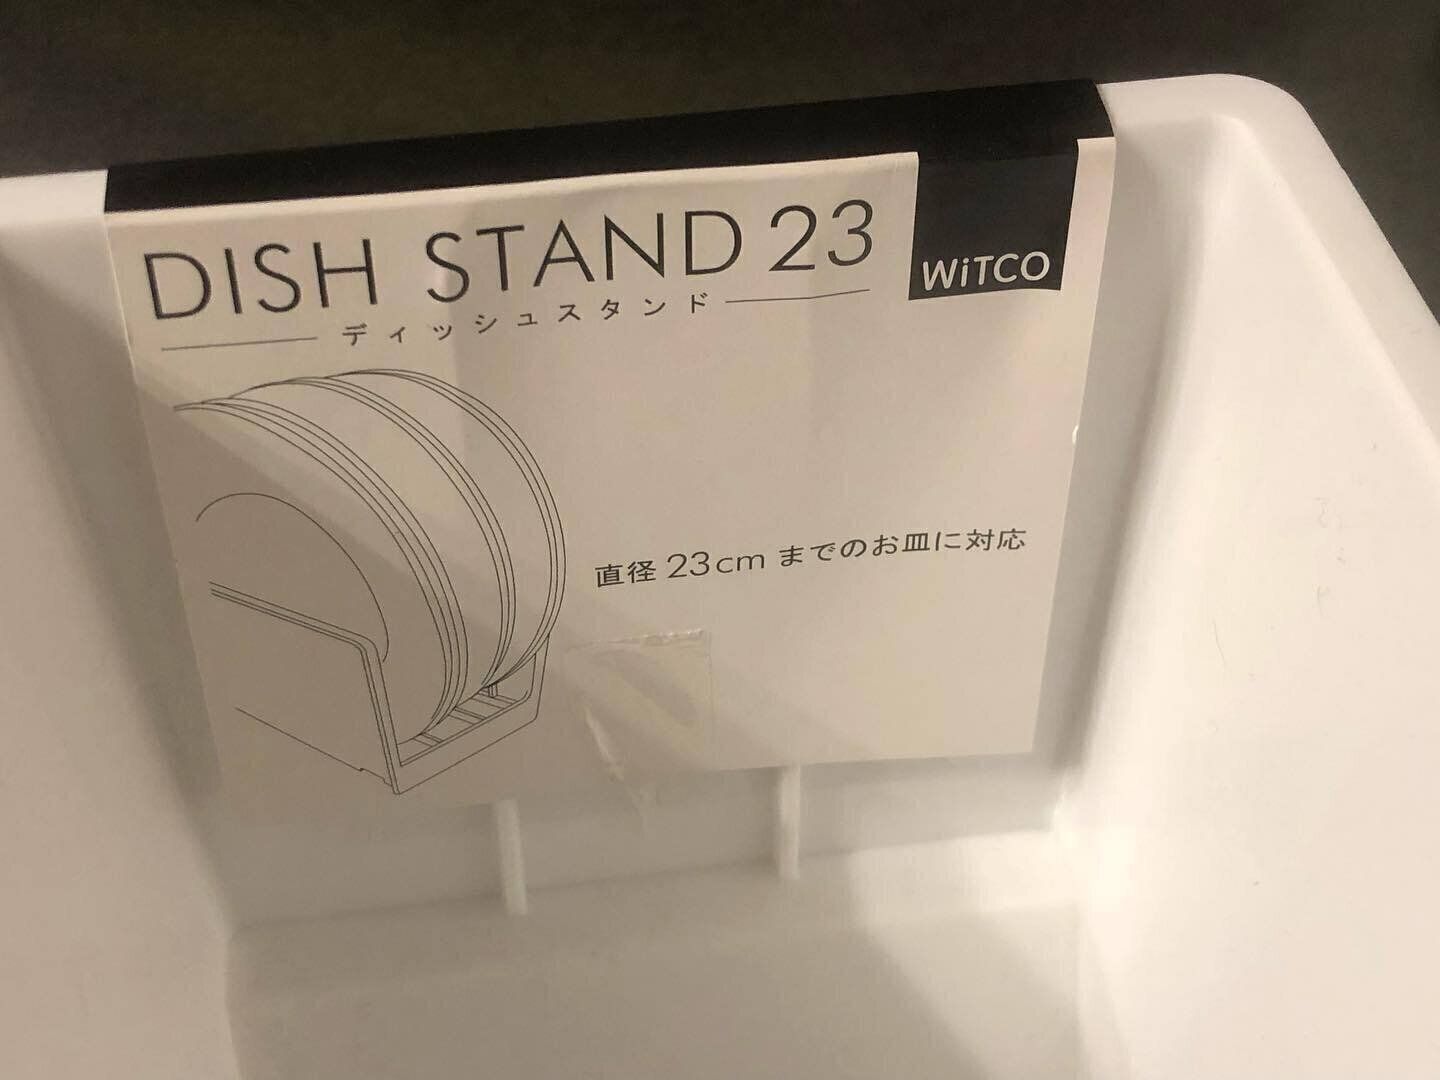 DISH STAND 23
ディッシュスタンド
WiTCO
直径 23cm までのお皿に対応